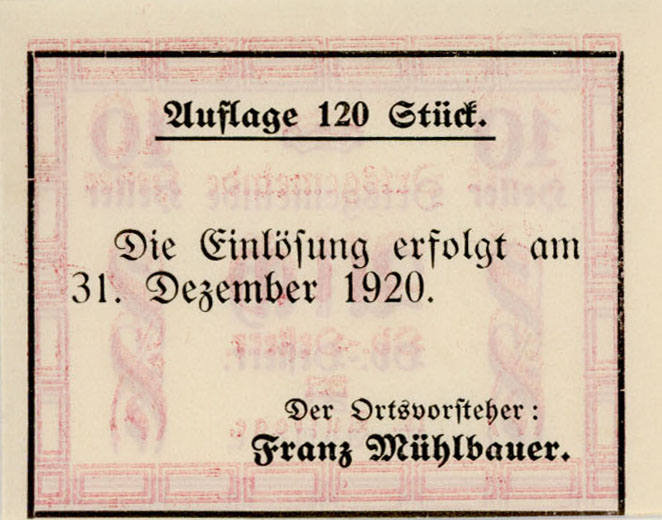 Auflage 120 Stück.
Die Einlösung erfolgt am
31. Dezember 1920.
Der Ortsvorsteher:
Franz Mühlbauer.